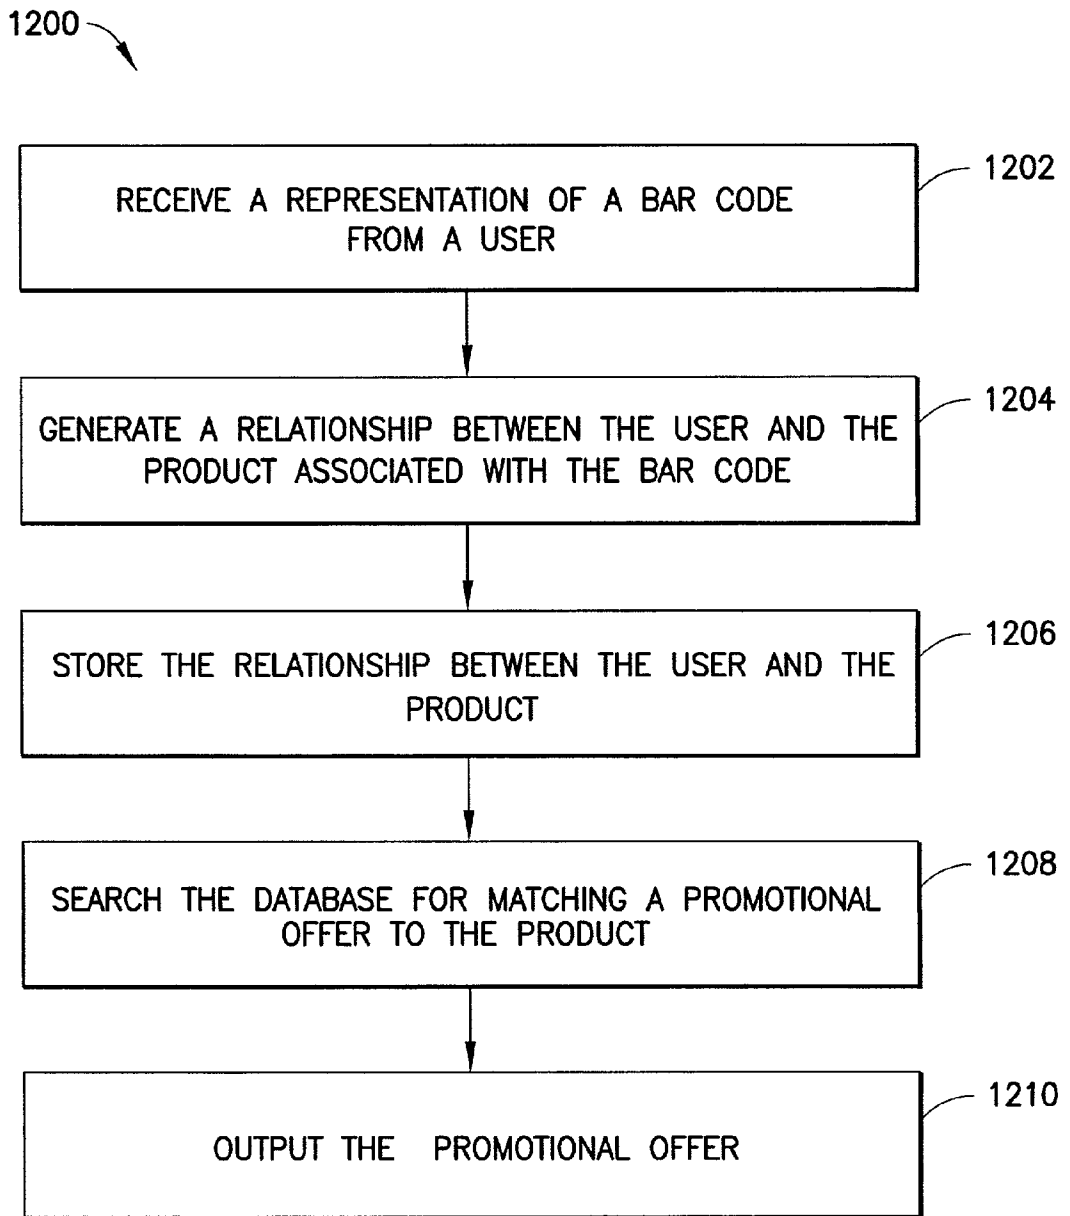 1200
1202
RECEIVE A REPRESENTATION OF A BAR CODE
FROM A USER
1204
GENERATE A RELATIONSHIP BETWEEN THE USER AND THE
PRODUCT ASSOCIATED WITH THE BAR CODE
1206
STORE THE RELATIONSHIP BETWEEN THE USER AND THE
PRODUCT
1208
SEARCH THE DATABASE FOR MATCHING A PROMOTIONAL
OFFER TO THE PRODUCT
1210
OUTPUT THE PROMOTIONAL OFFER